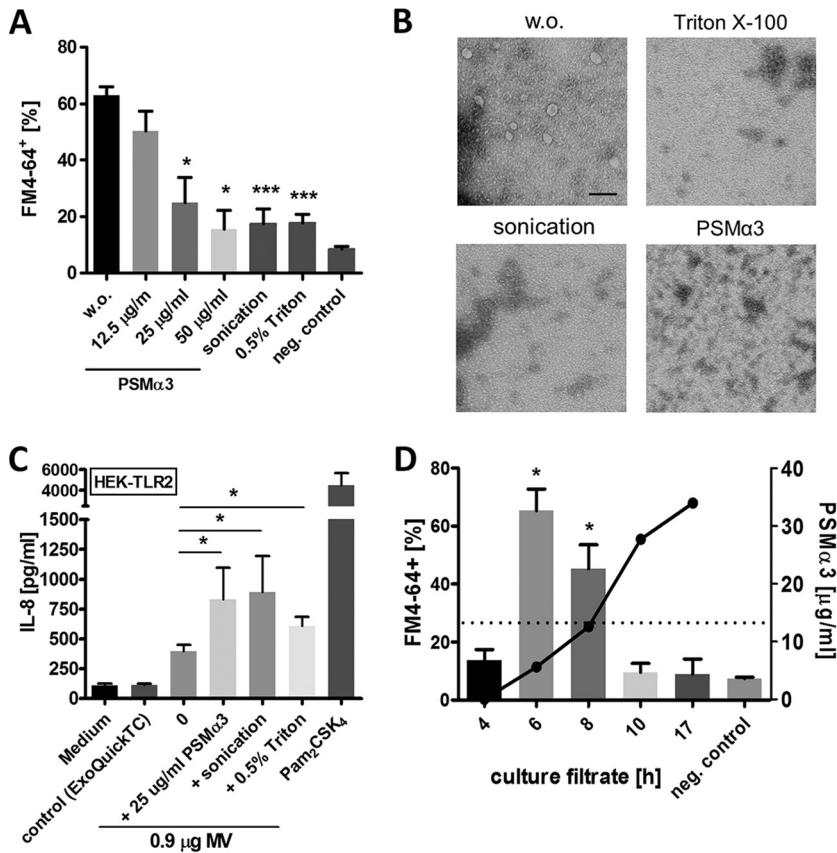 A
FM4-64+ [%]
80
60
40
20
0
w.o.
12.5 µg/m
25 µg/ml
50 µg/ml
sonication
0.5% Triton
neg. control
*
*
***
***
PSMα3
B
w.o.
Triton X-100
sonication
PSMα3
C
HEK-TLR2
IL-8 [pg/ml]
6000
4000
1500
1250
1000
750
500
250
0
*
*
*
Medium
control (ExoQuickTC)
0
+ 25 ug/ml PSMα3
+ sonication
+ 0.5% Triton
Pam2CSK4
0.9 µg MV
D
FM4-64+ [%]
80
60
40
20
0
*
*
40
30
20
10
0
PSMα3 [µg/ml]
4
6
8
10
17
neg. control
culture filtrate [h]